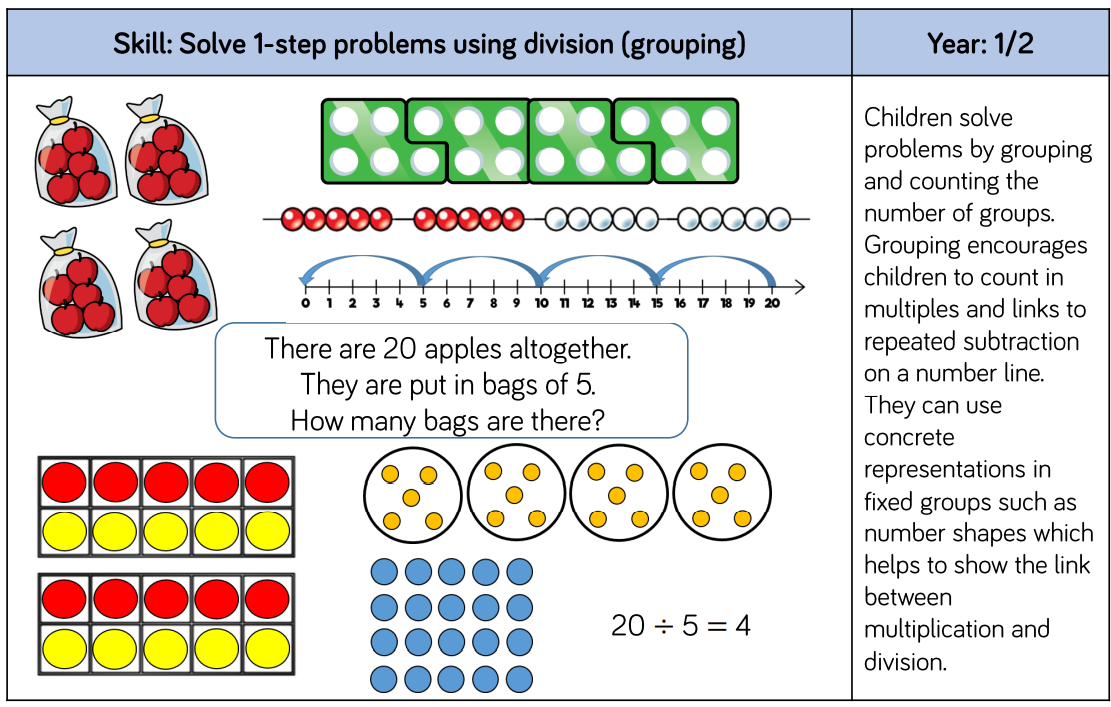 Skill: Solve 1-step problems using division (grouping)
Year: 1/2
0 1 2 3 4 5 6 7 8 9 10 11 12 13 14 15 16 17 18 19 20
There are 20 apples altogether.
They are put in bags of 5.
How many bags are there?
20 ÷ 5 = 4
Children solve
problems by grouping
and counting the
number of groups.
Grouping encourages
children to count in
multiples and links to
repeated subtraction
on a number line.
They can use
concrete
representations in
fixed groups such as
number shapes which
helps to show the link
between
multiplication and
division.